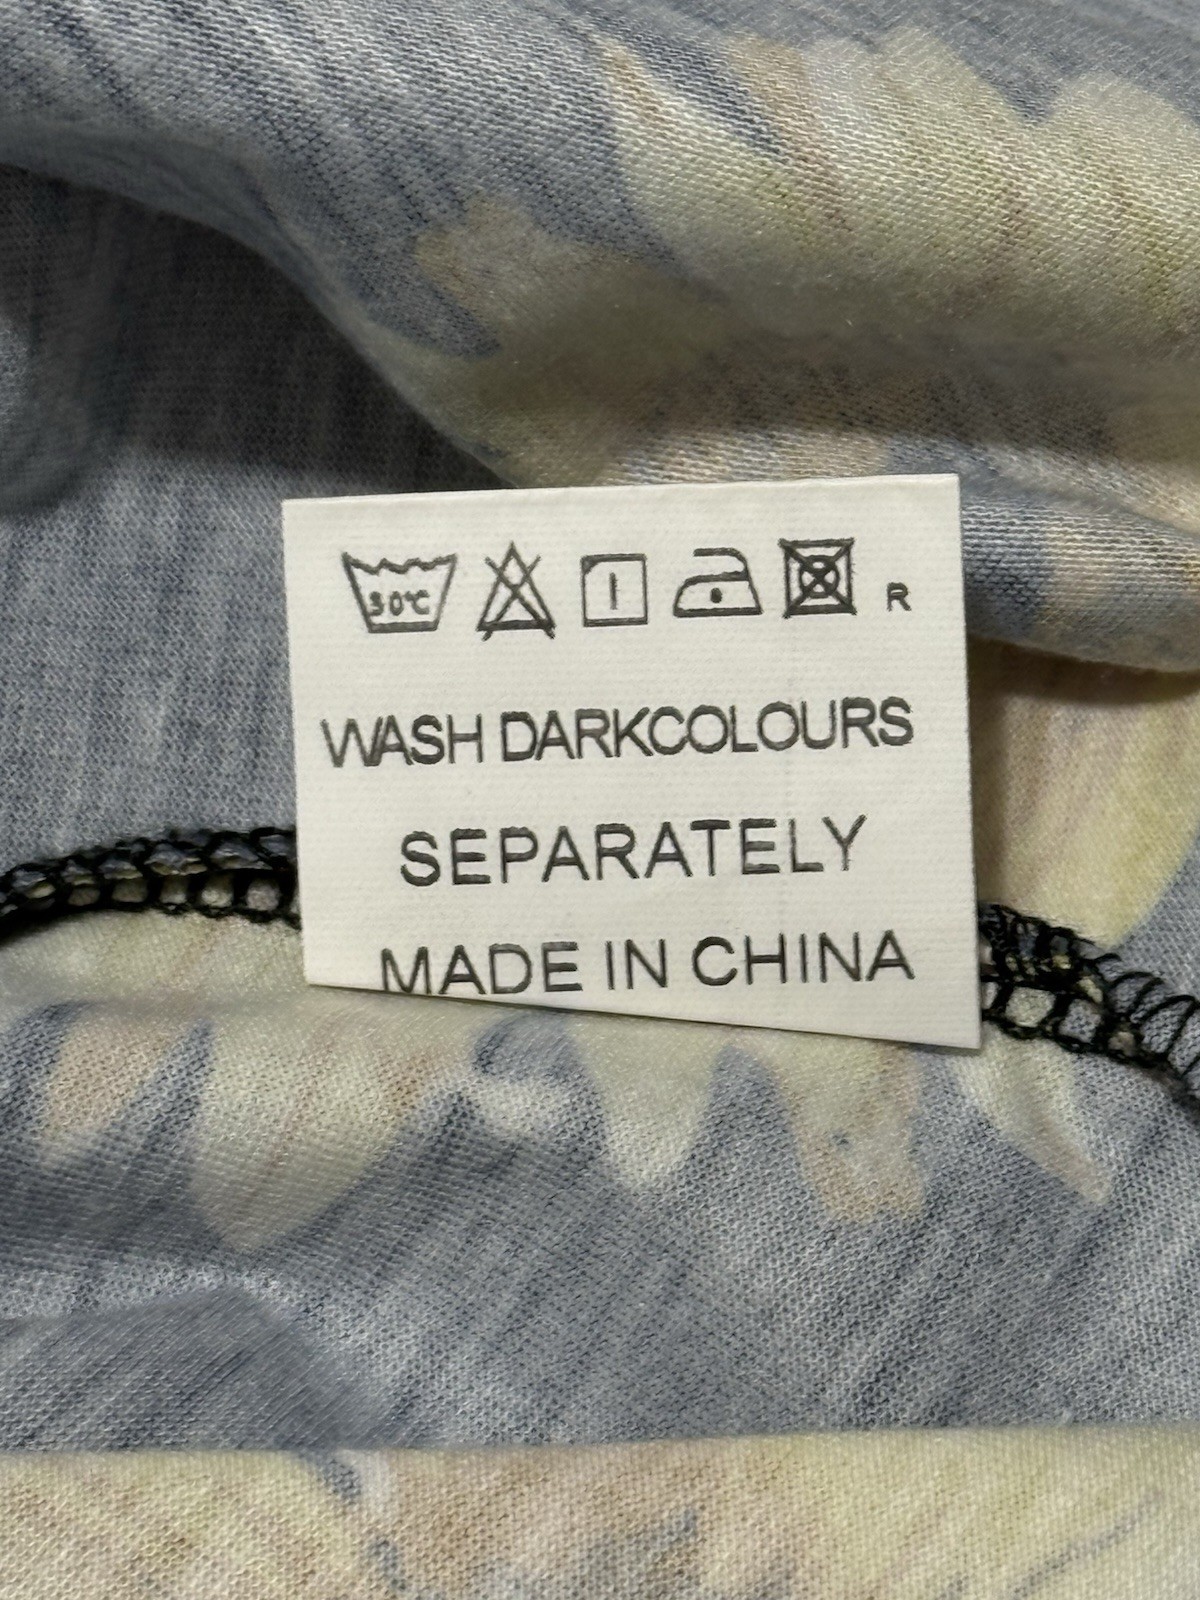 30°C R
WASH DARKCOLOURS
SEPARATELY
MADE IN CHINA